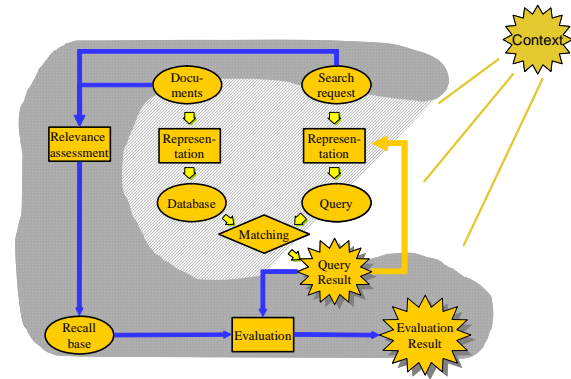 Context
Docu-
ments
Search
request
Relevance
assessment
Represen-
tation
Represen-
tation
Database
Query
Matching
Query
Result
Recall
base
Evaluation
Evaluation
Result